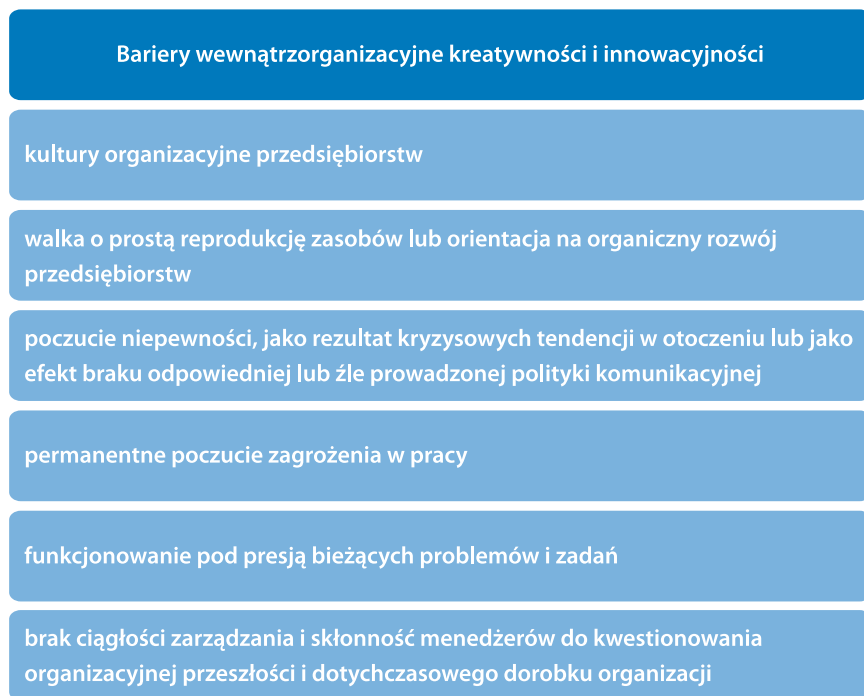 Bariery wewnątrzorganizacyjne kreatywności i innowacyjności
kultury organizacyjne przedsiębiorstw
walka o prostą reprodukcję zasobów lub orientacja na organiczny rozwój
przedsiębiorstw
poczucie niepewności, jako rezultat kryzysowych tendencji w otoczeniu lub jako
efekt braku odpowiedniej lub źle prowadzonej polityki komunikacyjnej
permanentne poczucie zagrożenia w pracy
funkcjonowanie pod presją bieżących problemów i zadań
brak ciągłości zarządzania i skłonność menedżerów do kwestionowania
organizacyjnej przeszłości i dotychczasowego dorobku organizacji